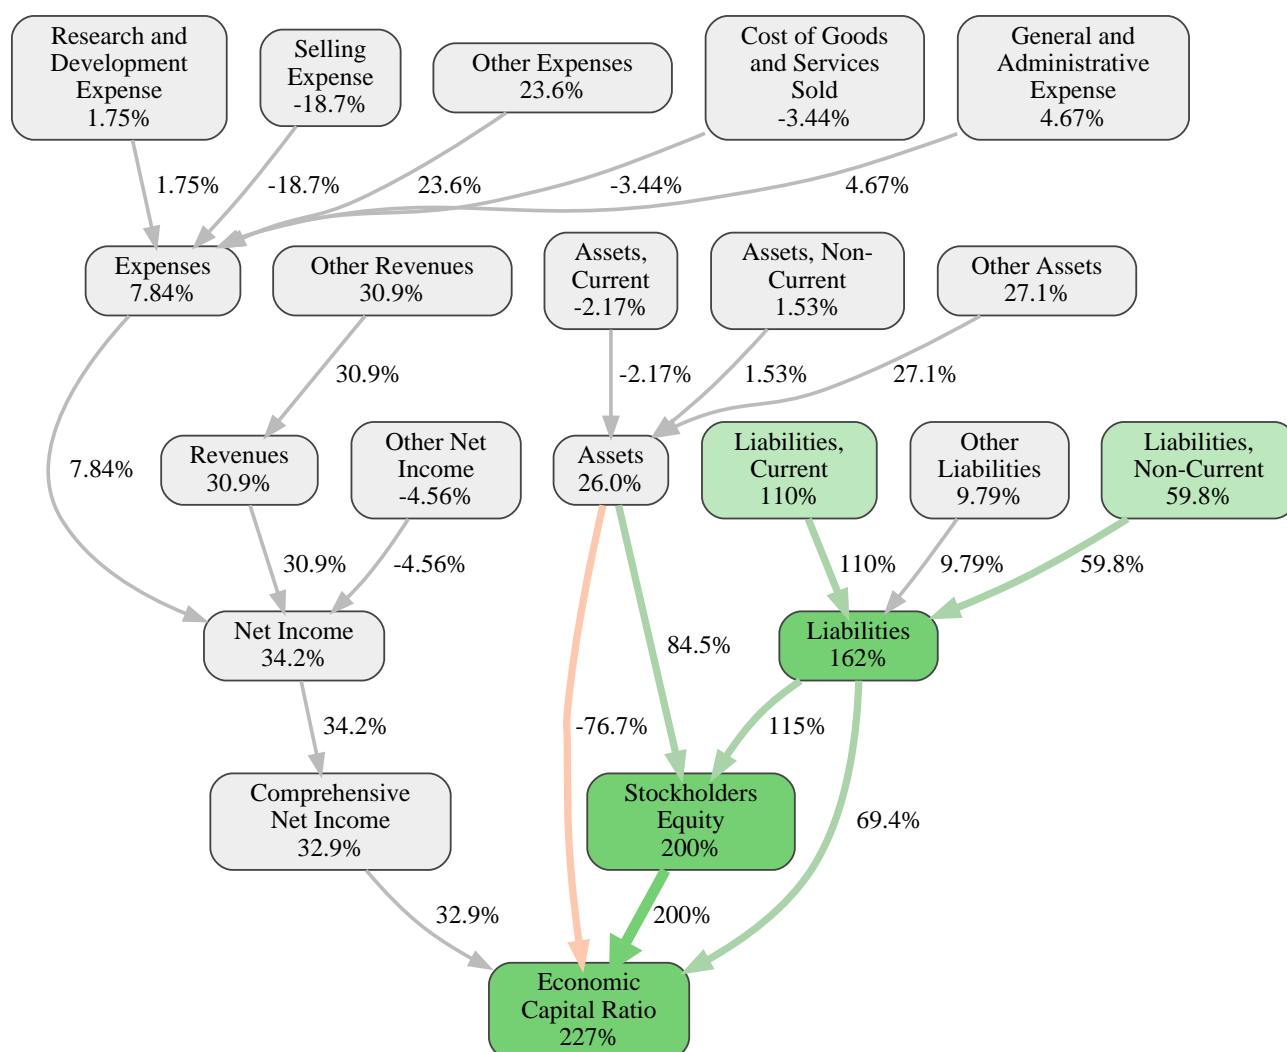 Research and
Development
Expense
1.75%
Selling
Expense
-18.7%
Other Expenses
23.6%
Cost of Goods
and Services
Sold
-3.44%
General and
Administrative
Expense
4.67%
1.75%
-18.7%
23.6%
-3.44%
4.67%
Expenses
7.84%
Other Revenues
30.9%
Assets,
Current
-2.17%
Assets, Non-
Current
1.53%
Other Assets
27.1%
30.9%
-2.17%
1.53%
27.1%
7.84%
Revenues
30.9%
Other Net
Income
-4.56%
Assets
26.0%
Liabilities,
Current
110%
Other
Liabilities
9.79%
Liabilities,
Non-Current
59.8%
30.9%
-4.56%
110%
9.79%
59.8%
Net Income
34.2%
84.5%
Liabilities
162%
34.2%
-76.7%
115%
Comprehensive
Net Income
32.9%
Stockholders
Equity
200%
69.4%
32.9%
200%
Economic
Capital Ratio
227%